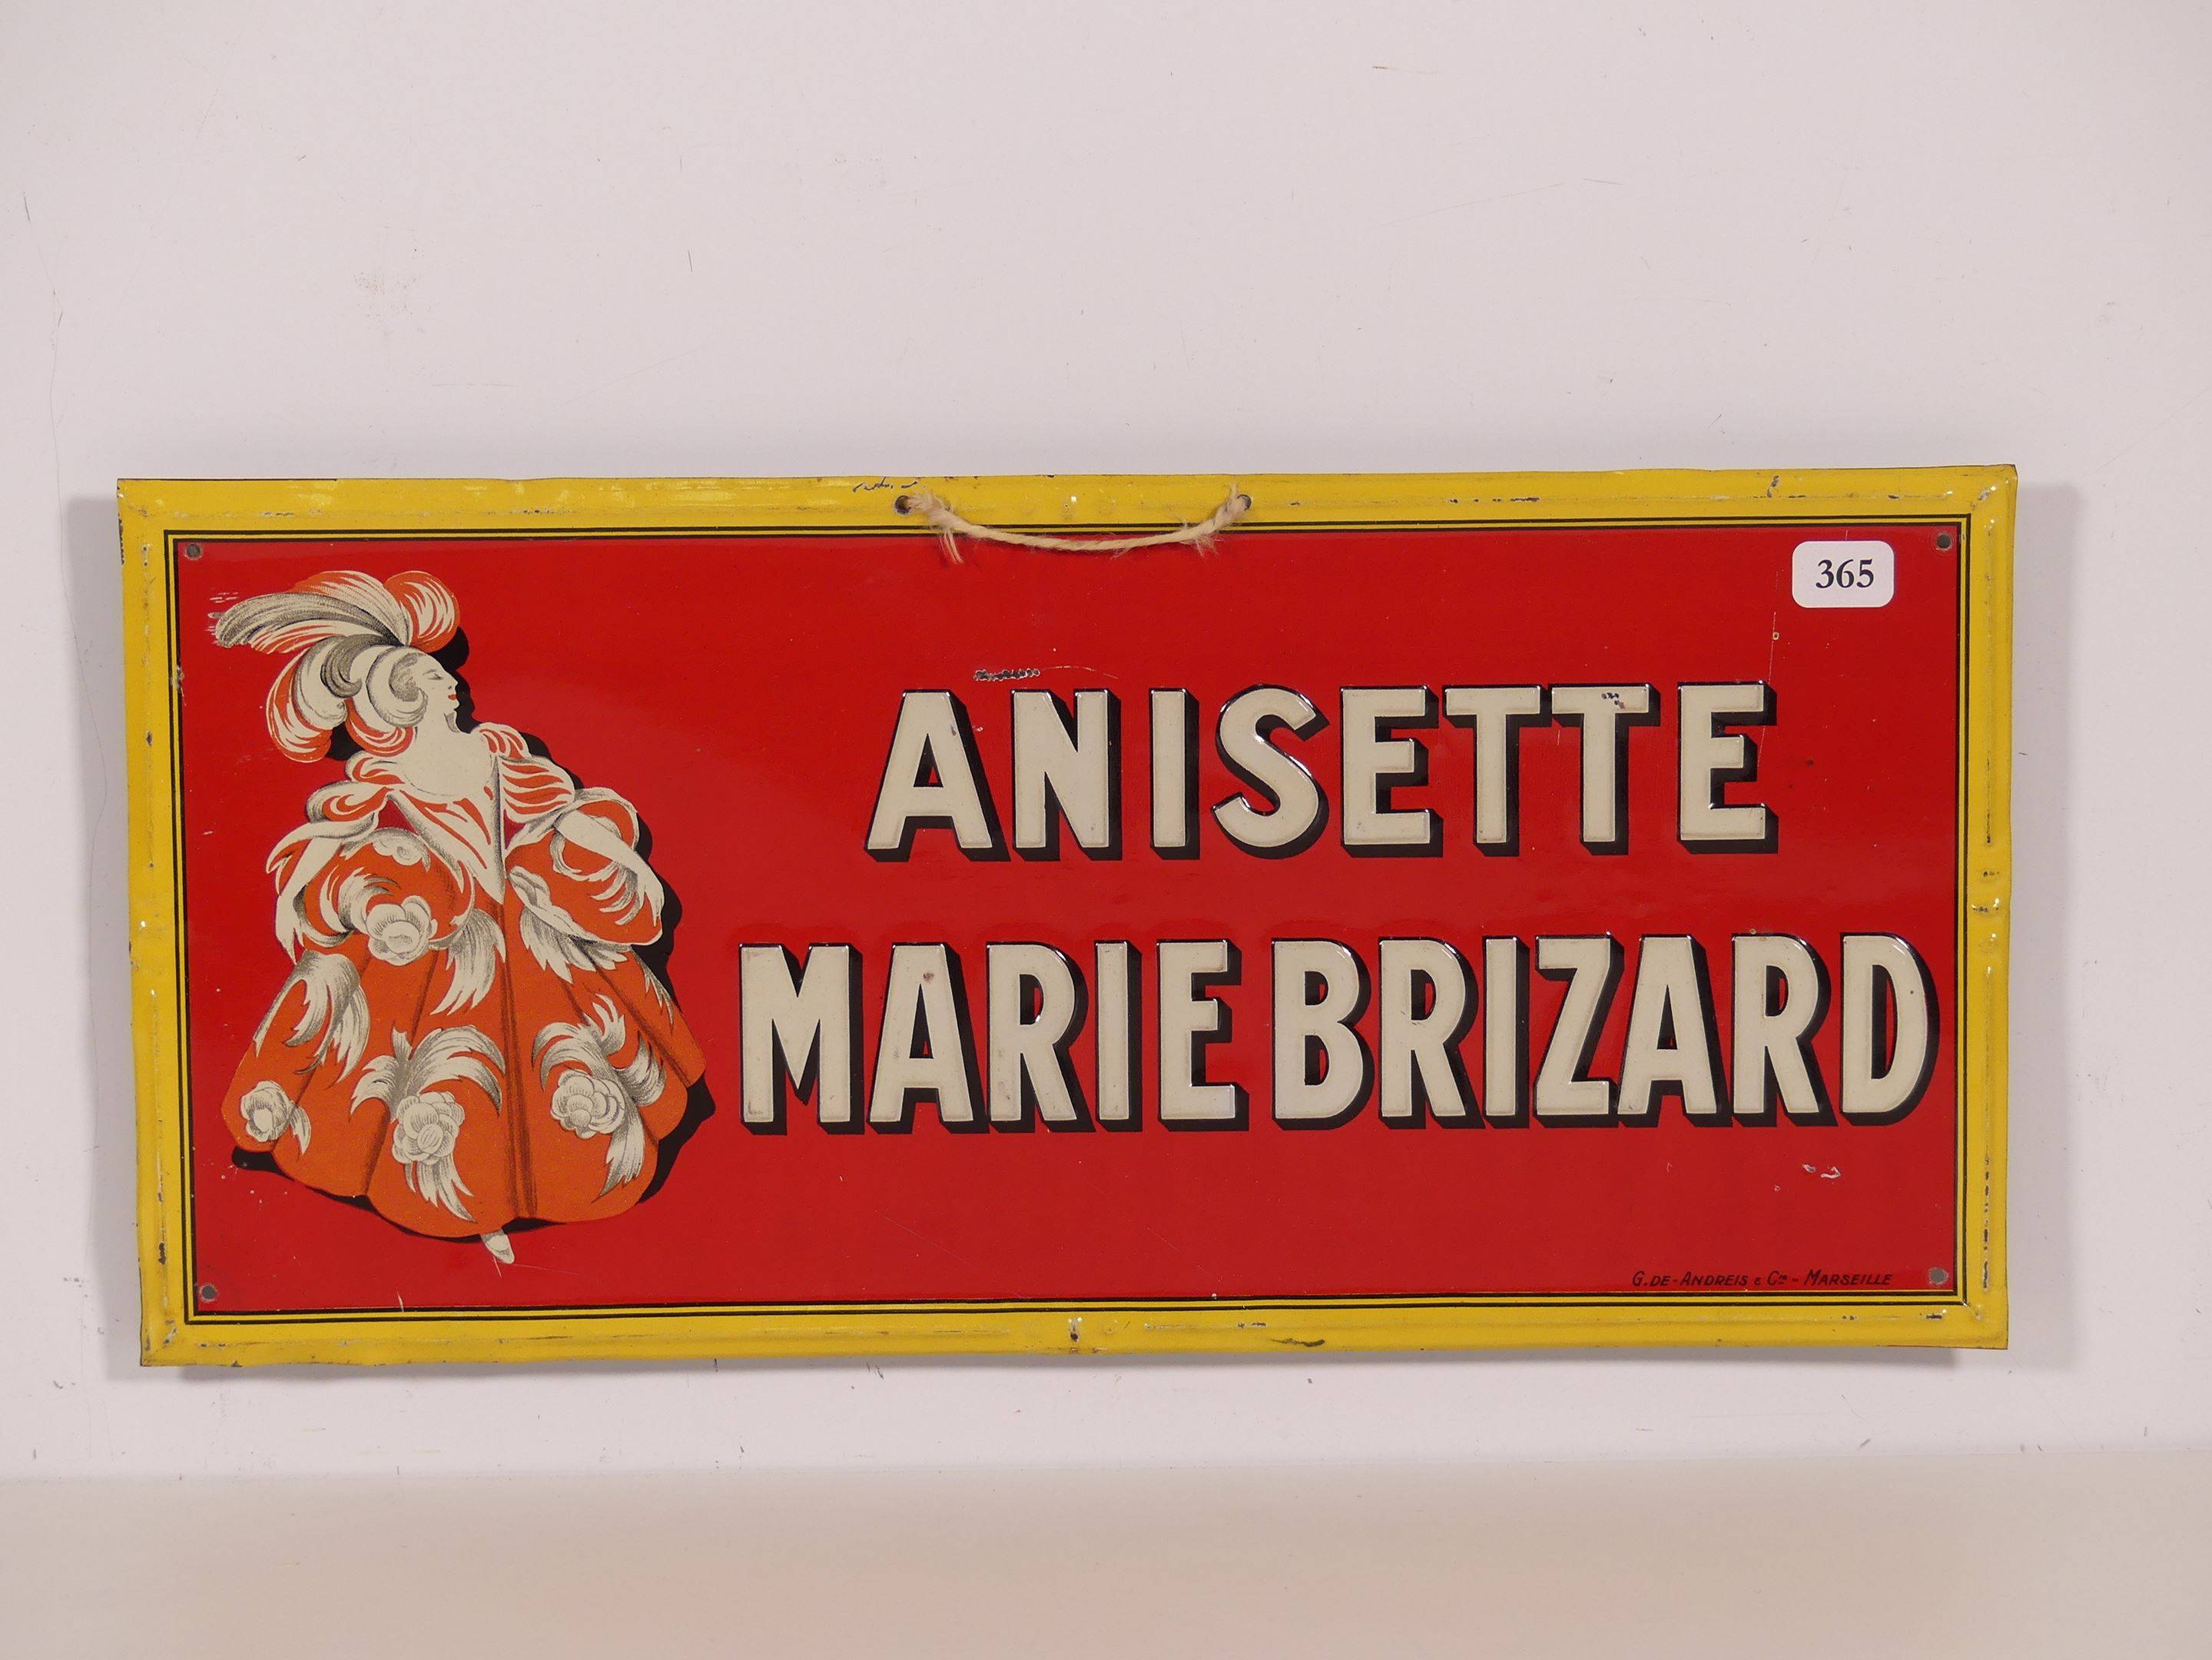 365
ANISETTE
MARIE BRIZARD
G. DE-ANDREIS & Cie - MARSEILLE